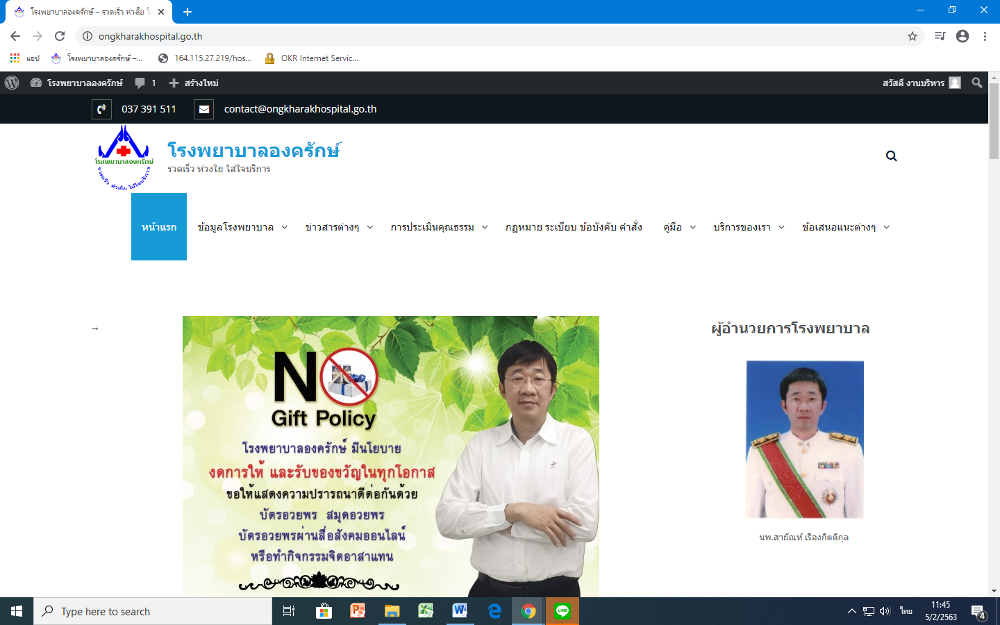 โรงพยาบาลองครักษ์ – รวดเร็ว ห่วงใย ใส
ongkharakhospital.go.th
แอป
โรงพยาบาลองครักษ์ –...
164.115.27.219/hos...
OKR Internet Servic...
โรงพยาบาลองครักษ์
1
สร้างใหม่
สวัสดี งานบริหาร
037 391 511
contact@ongkharakhospital.go.th
โรงพยาบาลองครักษ์
รวดเร็ว ห่วงใย ใส่ใจบริการ
โรงพยาบาลองครักษ์
รวดเร็ว ห่วงใย ใส่ใจบริการ
หน้าแรก
ข้อมูลโรงพยาบาล
ข่าวสารต่างๆ
การประเมินคุณธรรม
กฎหมาย ระเบียบ ข้อบังคับ คำสั่ง
คู่มือ
บริการของเรา
ข้อเสนอแนะต่างๆ
→
NO
Gift Policy
โรงพยาบาลองครักษ์ มีนโยบาย
งดการให้ และรับของขวัญในทุกโอกาส
ขอให้แสดงความปรารถนาดีต่อกันด้วย
บัตรอวยพร สมุดอวยพร
บัตรอวยพรผ่านสื่อสังคมออนไลน์
หรือทำกิจกรรมจิตอาสาแทน
ผู้อำนวยการโรงพยาบาล
นพ.สายัณห์ เรืองกิตติกุล
Type here to search
LINE
ไทย
11:45
5/2/2563
4